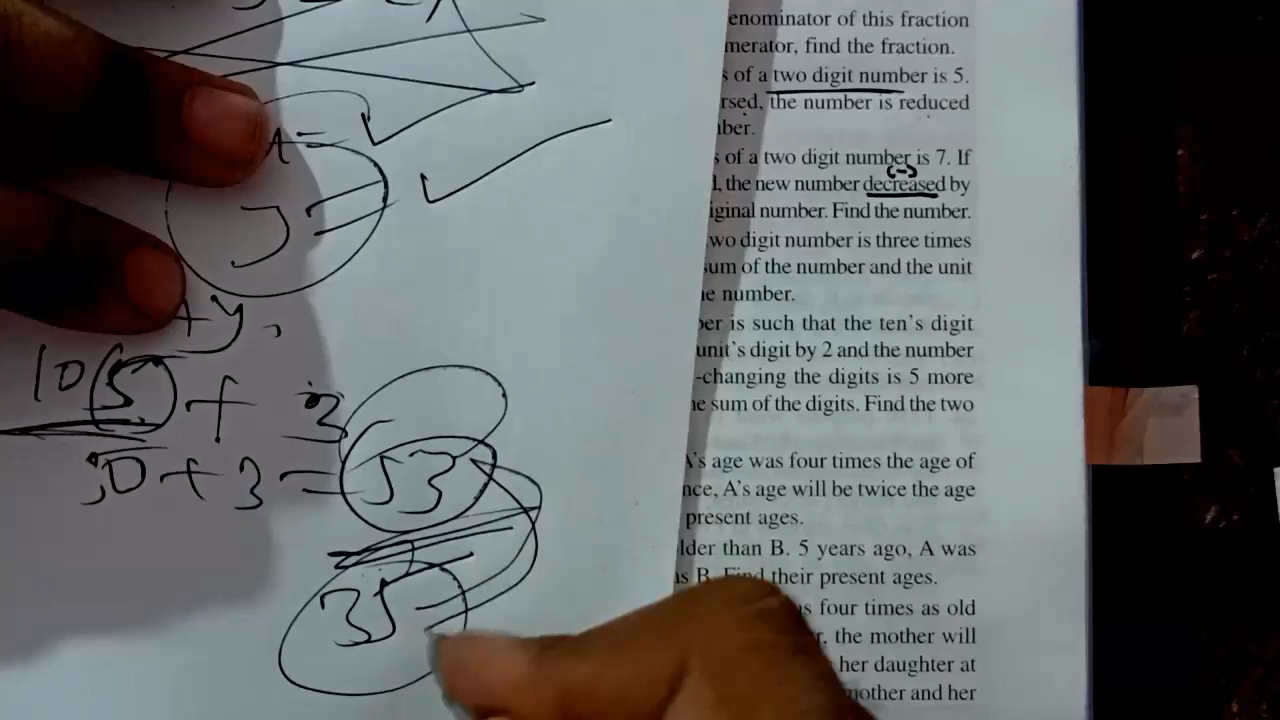 x =
y =
x + y,
10(5) + 3
50 + 3 = 53
35
enominator of this fraction
merator, find the fraction.
s of a two digit number is 5.
rsed, the number is reduced
ber.
s of a two digit number is 7. If
(-)
l, the new number decreased by
iginal number. Find the number.
wo digit number is three times
sum of the number and the unit
e number.
ber is such that the ten's digit
unit's digit by 2 and the number
-changing the digits is 5 more
e sum of the digits. Find the two
A's age was four times the age of
nce, A's age will be twice the age
present ages.
lder than B. 5 years ago, A was
as B. Find their present ages.
s four times as old
r, the mother will
her daughter at
mother and her